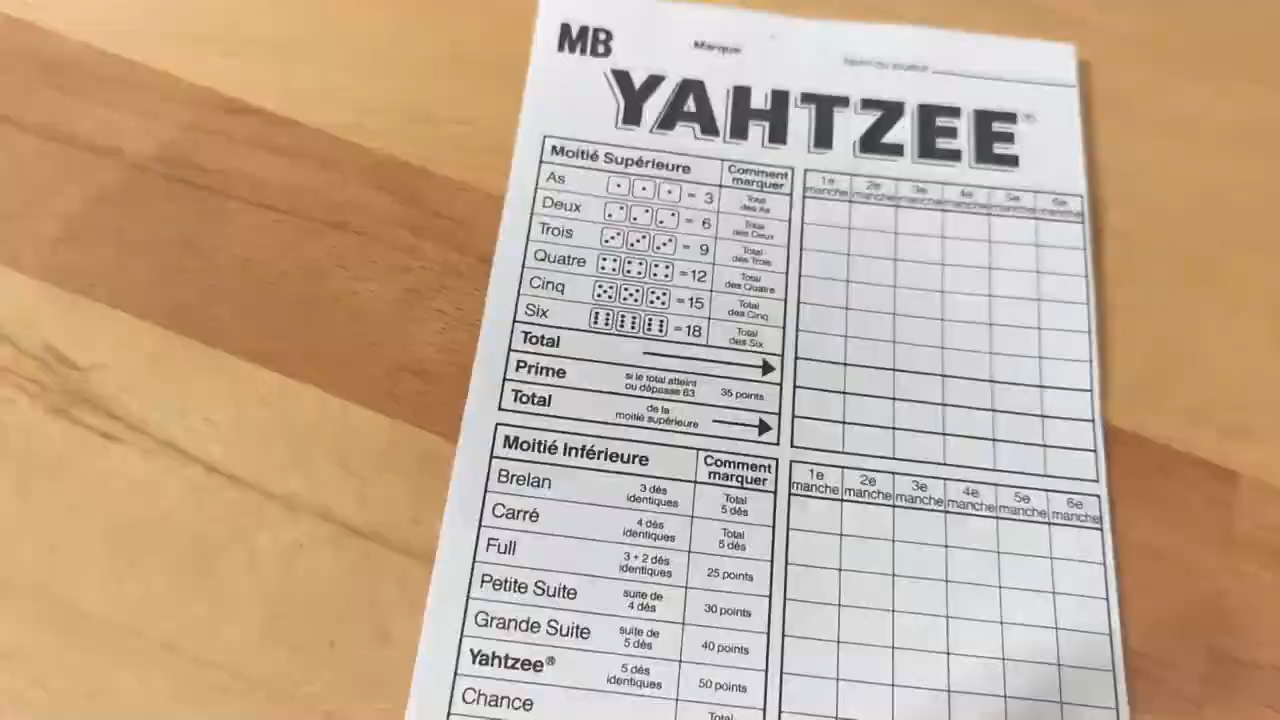 MB
Marque
Nom du joueur
YAHTZEE®
Moitié Supérieure Comment marquer 1e manche 2e manche 3e manche 4e manche 5e manche 6e manche
As = 3 Total des As
Deux = 6 Total des Deux
Trois = 9 Total des Trois
Quatre =12 Total des Quatre
Cinq =15 Total des Cinq
Six =18 Total des Six
Total
Prime si le total atteint ou dépasse 63 35 points
Total de la moitié supérieure
Moitié Inférieure Comment marquer 1e manche 2e manche 3e manche 4e manche 5e manche 6e manche
Brelan 3 dés identiques Total 5 dés
Carré 4 dés identiques Total 5 dés
Full 3 + 2 dés identiques 25 points
Petite Suite suite de 4 dés 30 points
Grande Suite suite de 5 dés 40 points
Yahtzee® 5 dés identiques 50 points
Chance Total